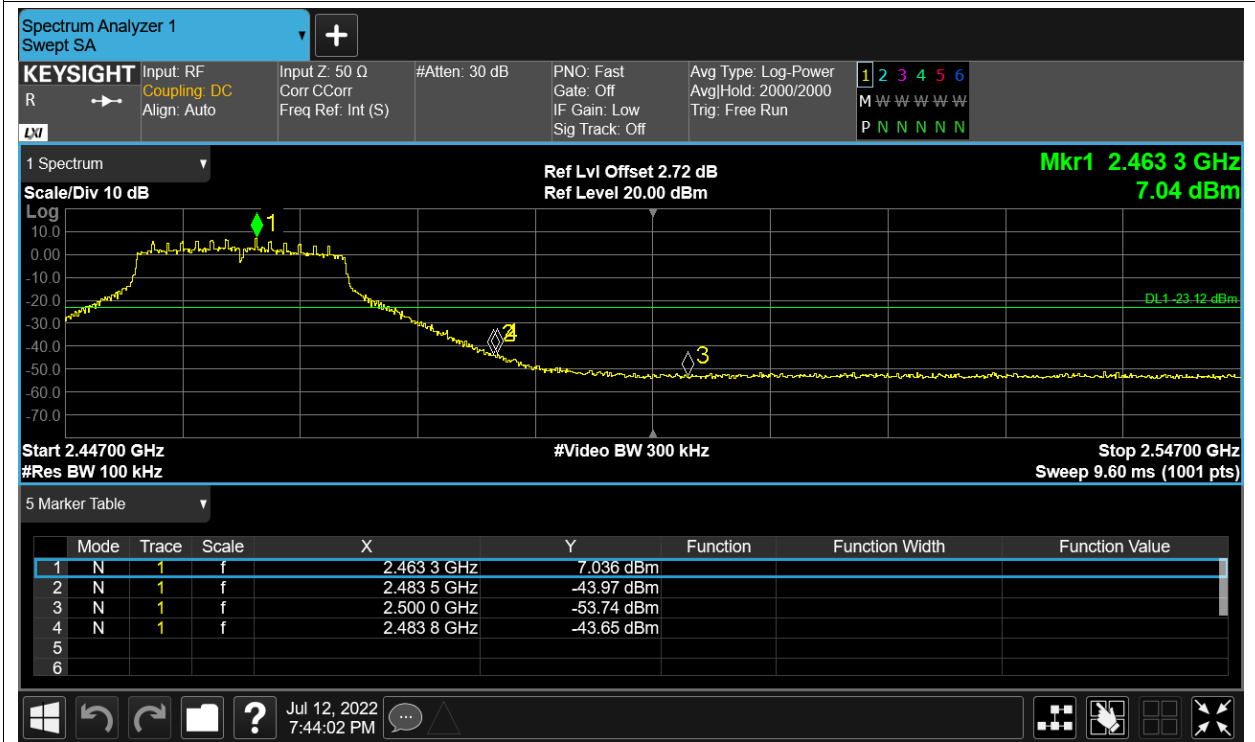 Spectrum Analyzer 1
Swept SA
+
KEYSIGHT Input: RF Input Z: 50 Ω #Atten: 30 dB PNO: Fast Avg Type: Log-Power 1 2 3 4 5 6
R Coupling: DC Corr CCorr Gate: Off Avg|Hold: 2000/2000 M W W W W W
Align: Auto Freq Ref: Int (S) IF Gain: Low Trig: Free Run
LXI Sig Track: Off P N N N N N
1 Spectrum Ref Lvl Offset 2.72 dB Mkr1 2.463 3 GHz
Scale/Div 10 dB Ref Level 20.00 dBm 7.04 dBm
Log
1
10.0
0.00
-10.0
-20.0
DL1 -23.12 dBm
-30.0
4
-40.0
3
-50.0
-60.0
-70.0
Start 2.44700 GHz #Video BW 300 kHz Stop 2.54700 GHz
#Res BW 100 kHz Sweep 9.60 ms (1001 pts)
5 Marker Table
Mode Trace Scale X Y Function Function Width Function Value
1 N 1 f 2.463 3 GHz 7.036 dBm
2 N 1 f 2.483 5 GHz -43.97 dBm
3 N 1 f 2.500 0 GHz -53.74 dBm
4 N 1 f 2.483 8 GHz -43.65 dBm
5
6
? Jul 12, 2022
7:44:02 PM